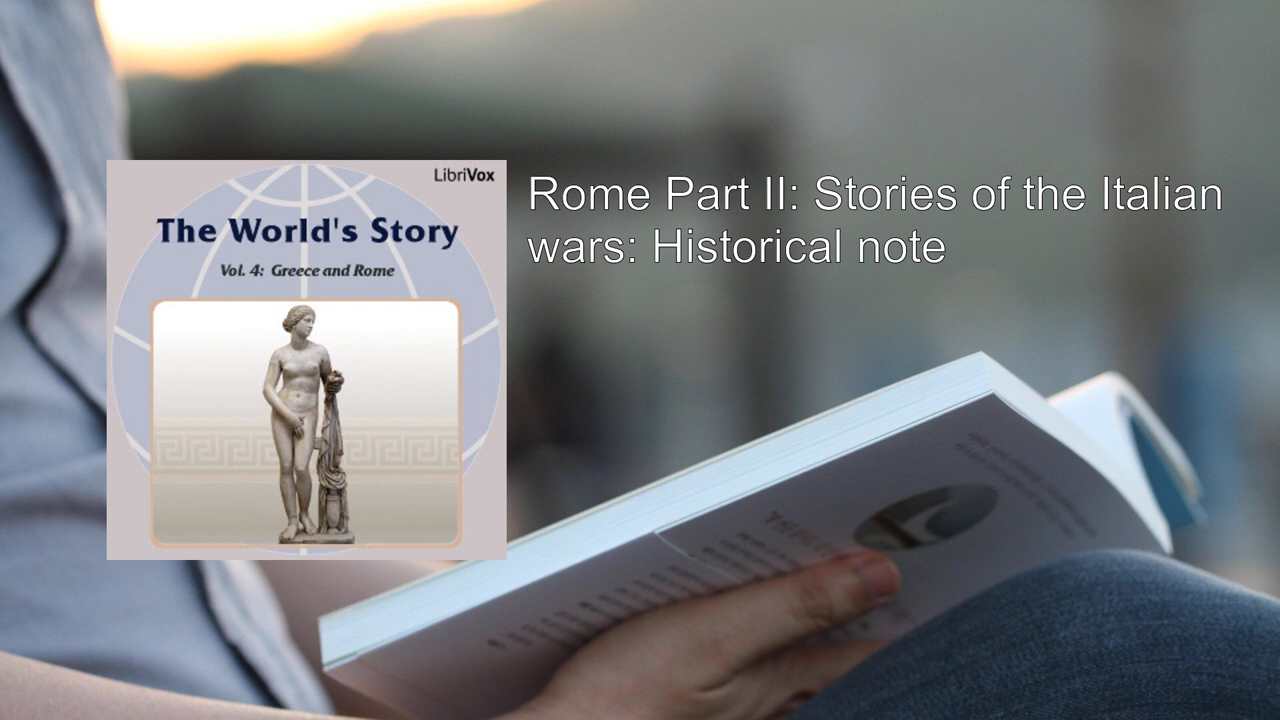 LibriVox
The World's Story
Vol. 4: Greece and Rome
Rome Part II: Stories of the Italian
wars: Historical note